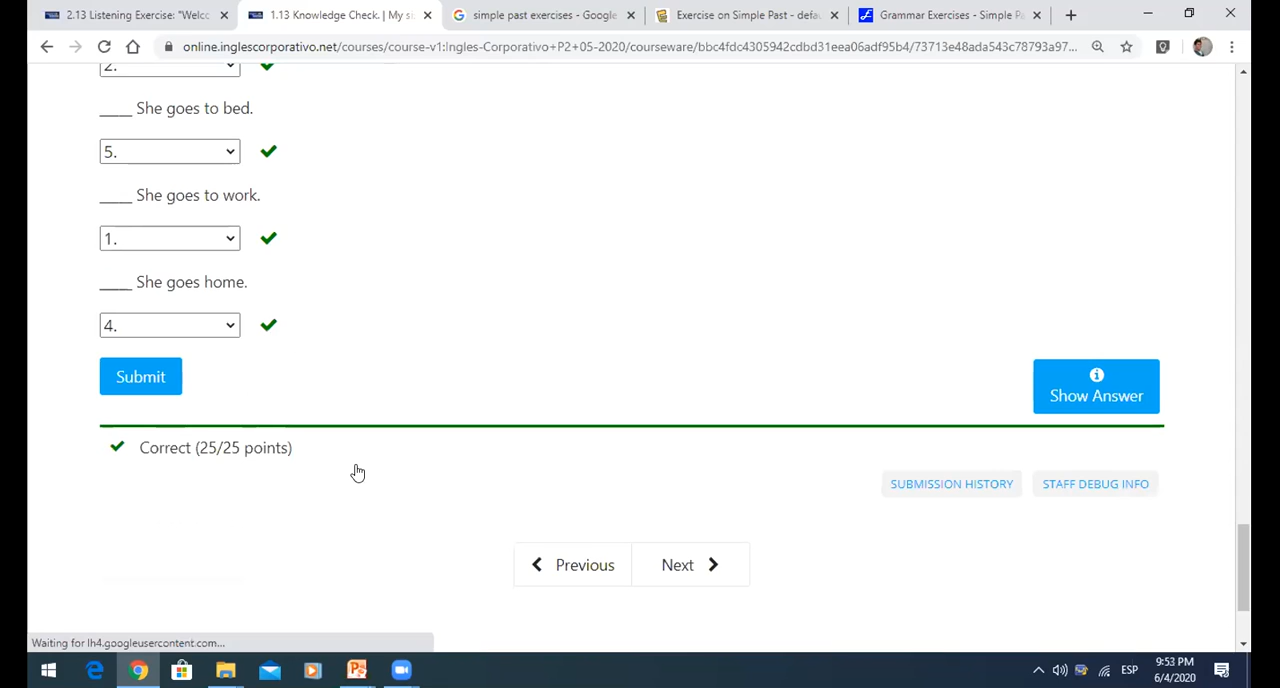 2.13 Listening Exercise: "Welcc
1.13 Knowledge Check. | My si
simple past exercises - Google
Exercise on Simple Past - defau
Grammar Exercises - Simple Pa
online.inglescorporativo.net/courses/course-v1:Ingles-Corporativo+P2+05-2020/courseware/bbc4fdc4305942cdbd31eea06adf95b4/73713e48ada543c78793a97...
2.
____ She goes to bed.
5.
____ She goes to work.
1.
____ She goes home.
4.
Submit
Show Answer
Correct (25/25 points)
SUBMISSION HISTORY
STAFF DEBUG INFO
Previous
Next
Waiting for lh4.googleusercontent.com...
ESP
9:53 PM
6/4/2020